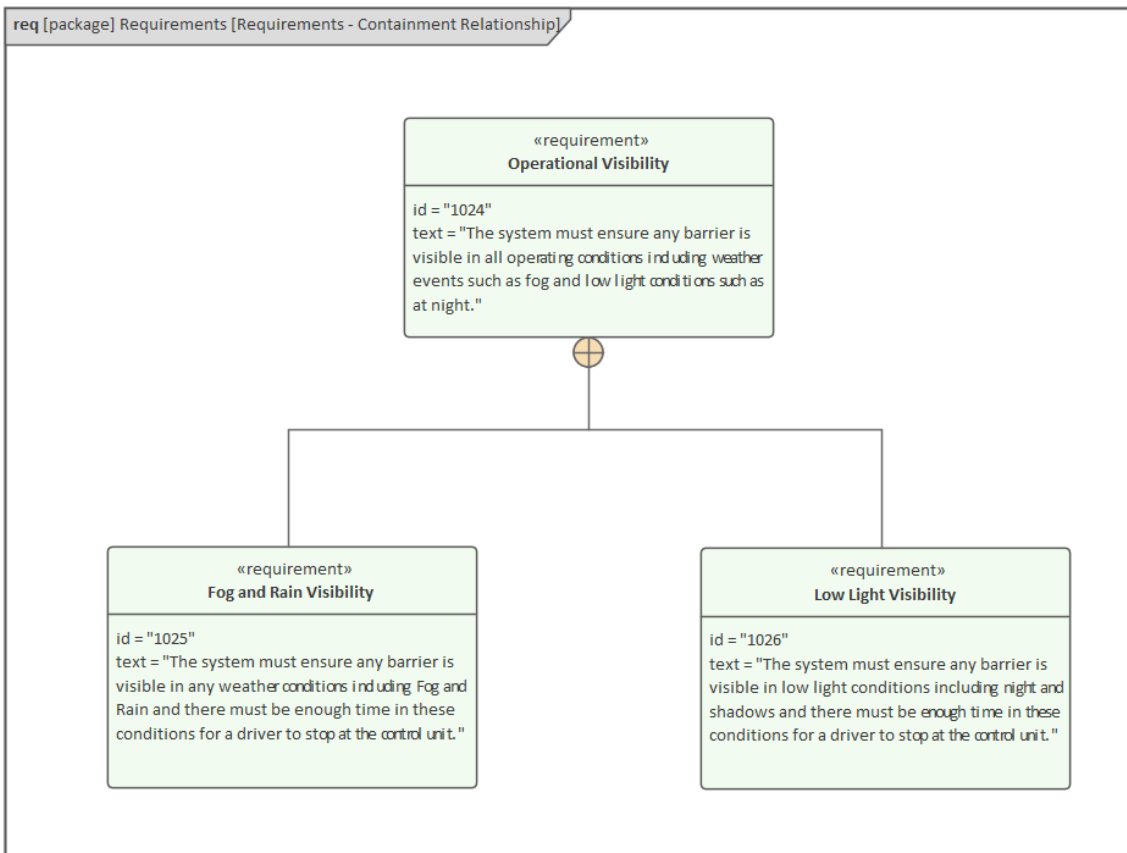 req [package] Requirements [Requirements - Containment Relationship]
«requirement»
Operational Visibility
id = "1024"
text = "The system must ensure any barrier is
visible in all operating conditions including weather
events such as fog and low light conditions such as
at night."
«requirement»
Fog and Rain Visibility
id = "1025"
text = "The system must ensure any barrier is
visible in any weather conditions including Fog and
Rain and there must be enough time in these
conditions for a driver to stop at the control unit."
«requirement»
Low Light Visibility
id = "1026"
text = "The system must ensure any barrier is
visible in low light conditions including night and
shadows and there must be enough time in these
conditions for a driver to stop at the control unit."